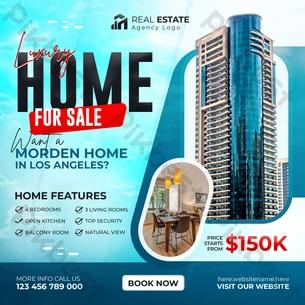 REAL ESTATE
Agency Logo
Luxury
HOME
FOR SALE
Want a
MORDEN HOME
IN LOS ANGELES?
HOME FEATURES
4 BEDROOMS
3 LIVING ROOMS
OPEN KITCHEN
TOP SECURITY
BALCONY ROOM
NATURAL VIEW
PRICE
STARTS
FROM
$150K
MORE INFO CALL US
123 456 789 000
BOOK NOW
here.websitename.here
VISIT OUR WEBSITE